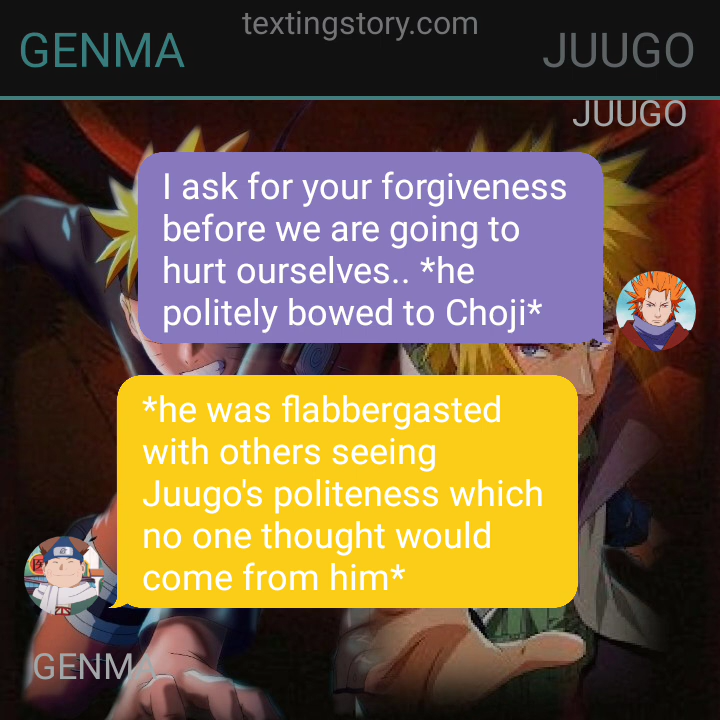 textingstory.com
GENMA
JUUGO
JUUGO
I ask for your forgiveness
before we are going to
hurt ourselves.. *he
politely bowed to Choji*
*he was flabbergasted
with others seeing
Juugo's politeness which
no one thought would
come from him*
GENMA